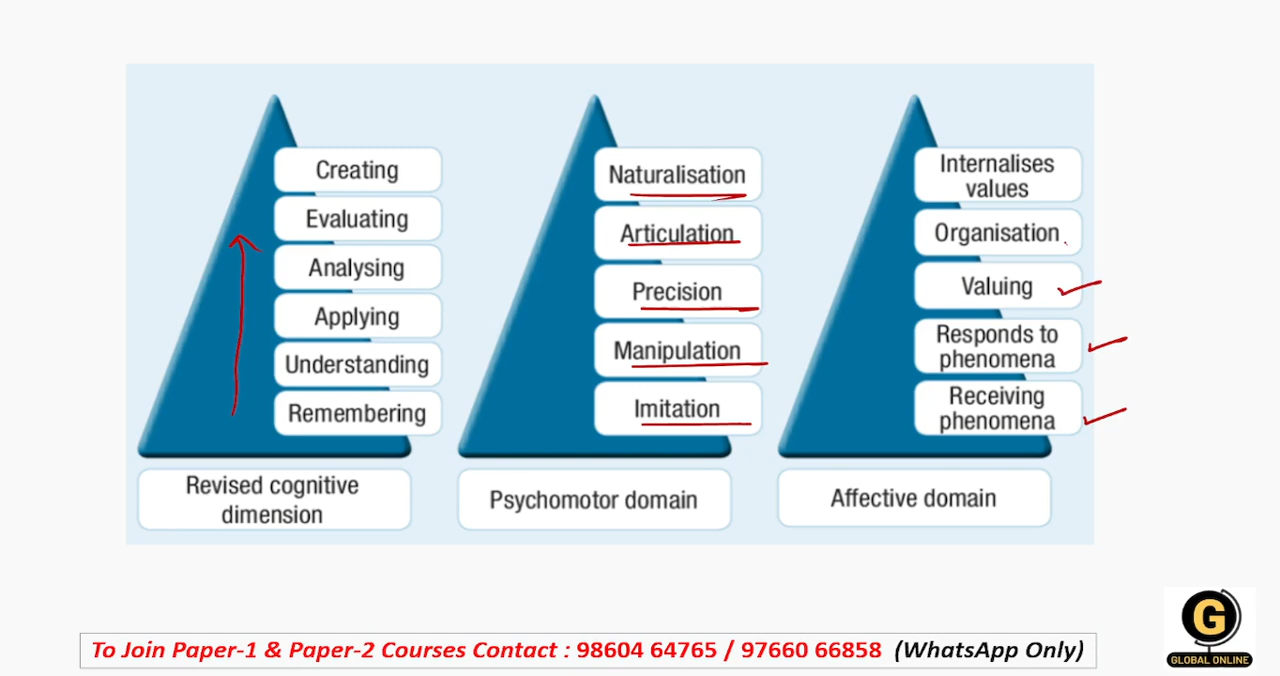 Creating
Evaluating
Analysing
Applying
Understanding
Remembering
Revised cognitive
dimension
Naturalisation
Articulation
Precision
Manipulation
Imitation
Psychomotor domain
Internalises
values
Organisation
Valuing
Responds to
phenomena
Receiving
phenomena
Affective domain
G
GLOBAL ONLINE
To Join Paper-1 & Paper-2 Courses Contact : 98604 64765 / 97660 66858 (WhatsApp Only)